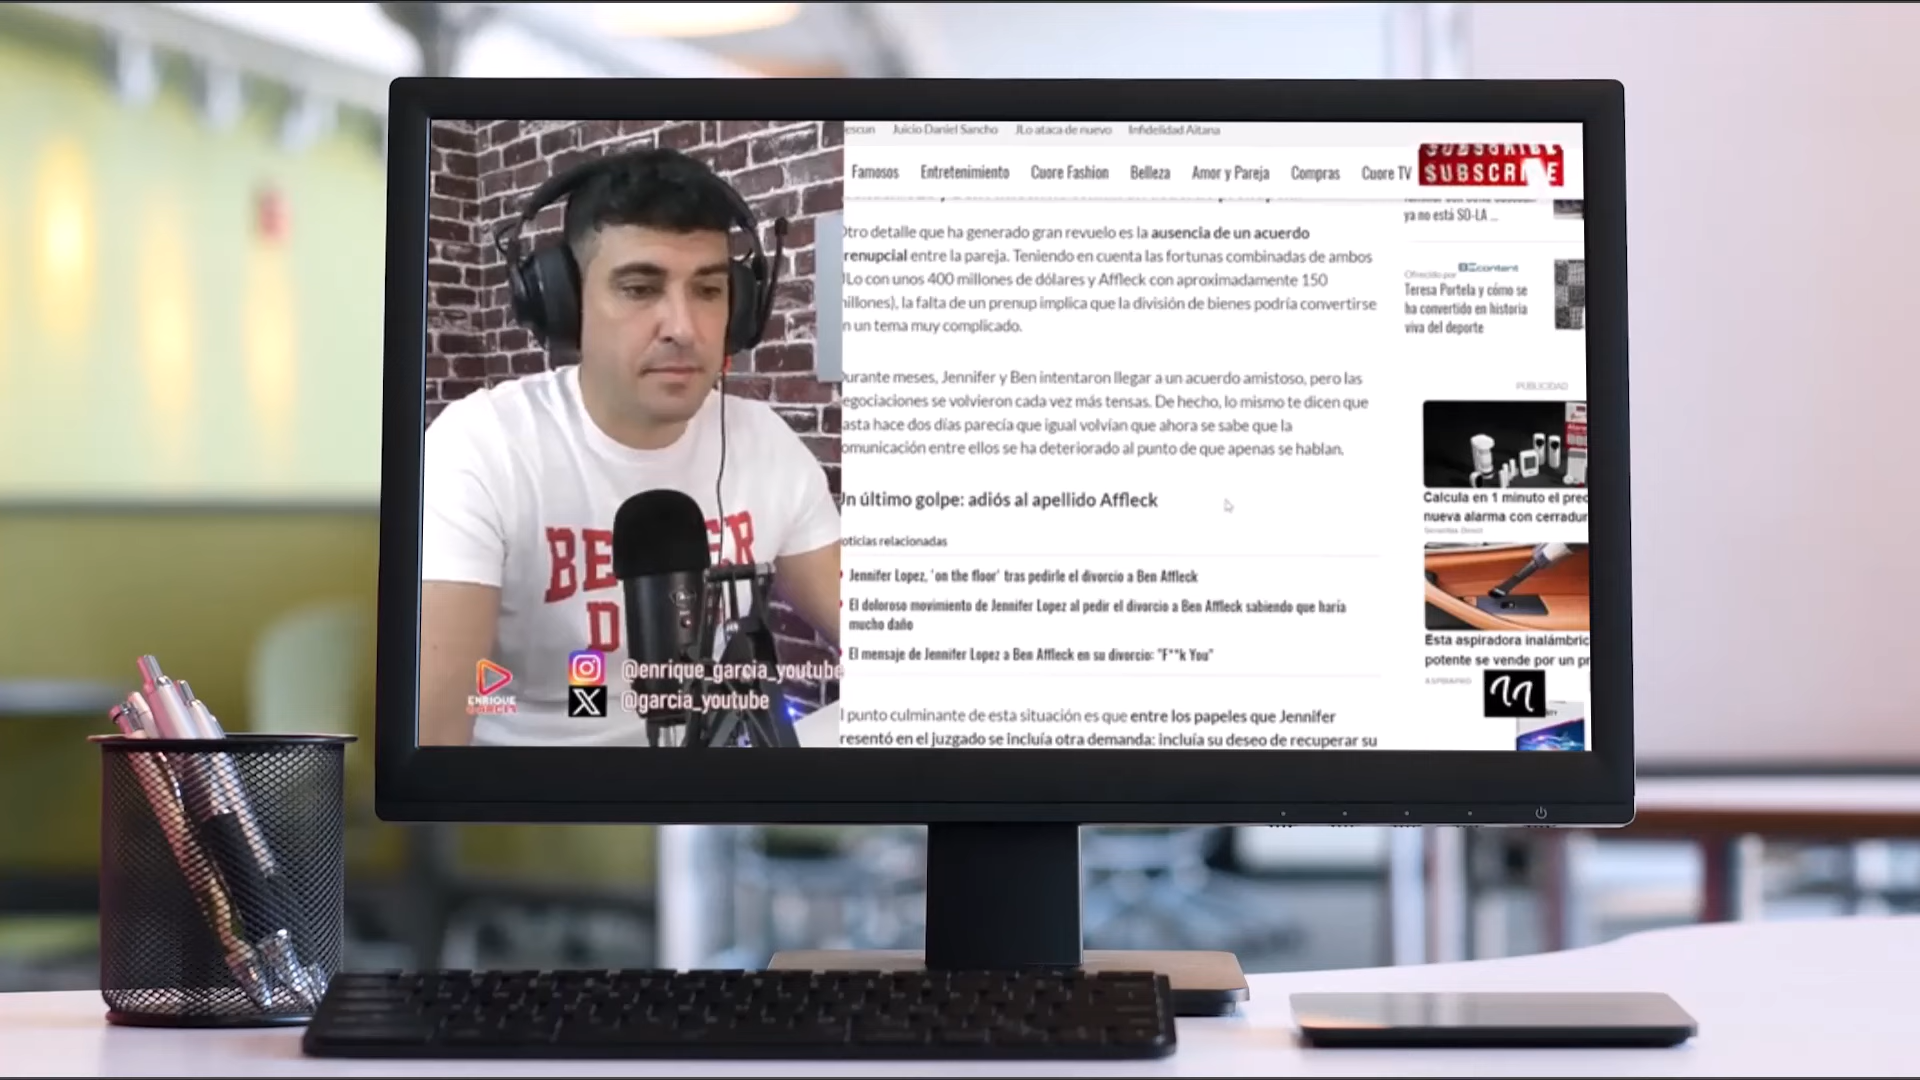 Juicio Daniel Sancho JLo ataca de nuevo Infidelidad Aitana
Famosos Entretenimiento Cuore Fashion Belleza Amor y Pareja Compras Cuore TV
SUBSCRIBE
ya no está SO-LA ...
tro detalle que ha generado gran revuelo es la ausencia de un acuerdo
renupcial entre la pareja. Teniendo en cuenta las fortunas combinadas de ambos
Lo con unos 400 millones de dólares y Affleck con aproximadamente 150
illones), la falta de un prenup implica que la división de bienes podría convertirse
n un tema muy complicado.
Ofrecido por content
Teresa Portela y cómo se
ha convertido en historia
viva del deporte
urante meses, Jennifer y Ben intentaron llegar a un acuerdo amistoso, pero las
egociaciones se volvieron cada vez más tensas. De hecho, lo mismo te dicen que
asta hace dos días parecía que igual volvían que ahora se sabe que la
omunicación entre ellos se ha deteriorado al punto de que apenas se hablan.
PUBLICIDAD
n último golpe: adiós al apellido Affleck
oticias relacionadas
Jennifer Lopez, 'on the floor' tras pedirle el divorcio a Ben Affleck
El doloroso movimiento de Jennifer Lopez al pedir el divorcio a Ben Affleck sabiendo que haría
mucho daño
El mensaje de Jennifer Lopez a Ben Affleck en su divorcio: "F**k You"
l punto culminante de esta situación es que entre los papeles que Jennifer
resentó en el juzgado se incluía otra demanda: incluía su deseo de recuperar su
Calcula en 1 minuto el prec
nueva alarma con cerradur
Esta aspiradora inalámbric
potente se vende por un pr
BE ER
D
ENRIQUE
GARCIA
@enrique_garcia_youtube
@garcia_youtube